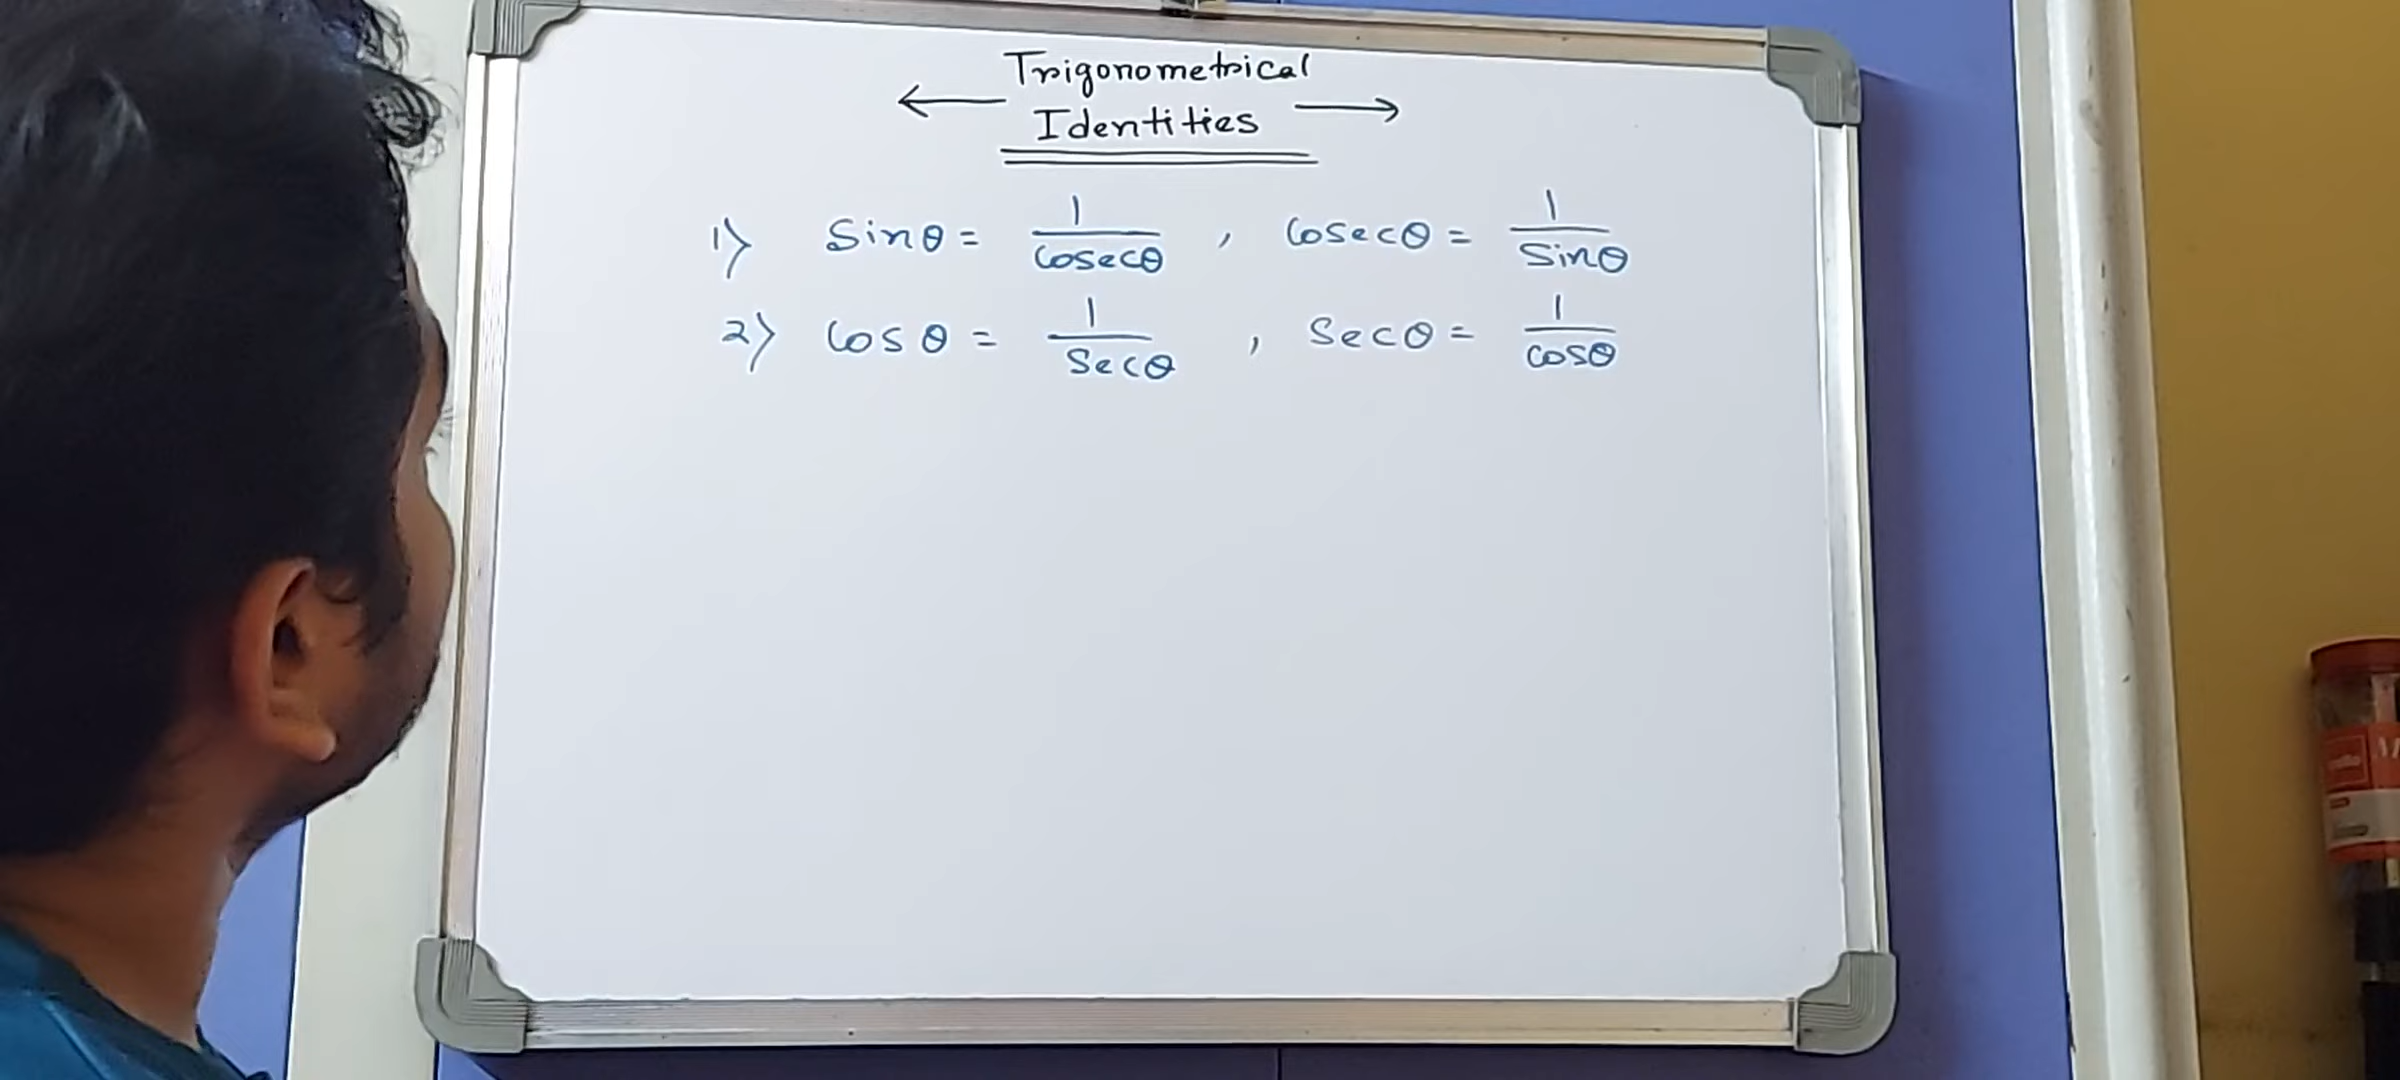 Trigonometrical
← Identities →
1) Sinθ = 1/Cosecθ , Cosecθ = 1/Sinθ
2) Cosθ = 1/Secθ , Secθ = 1/cosθ